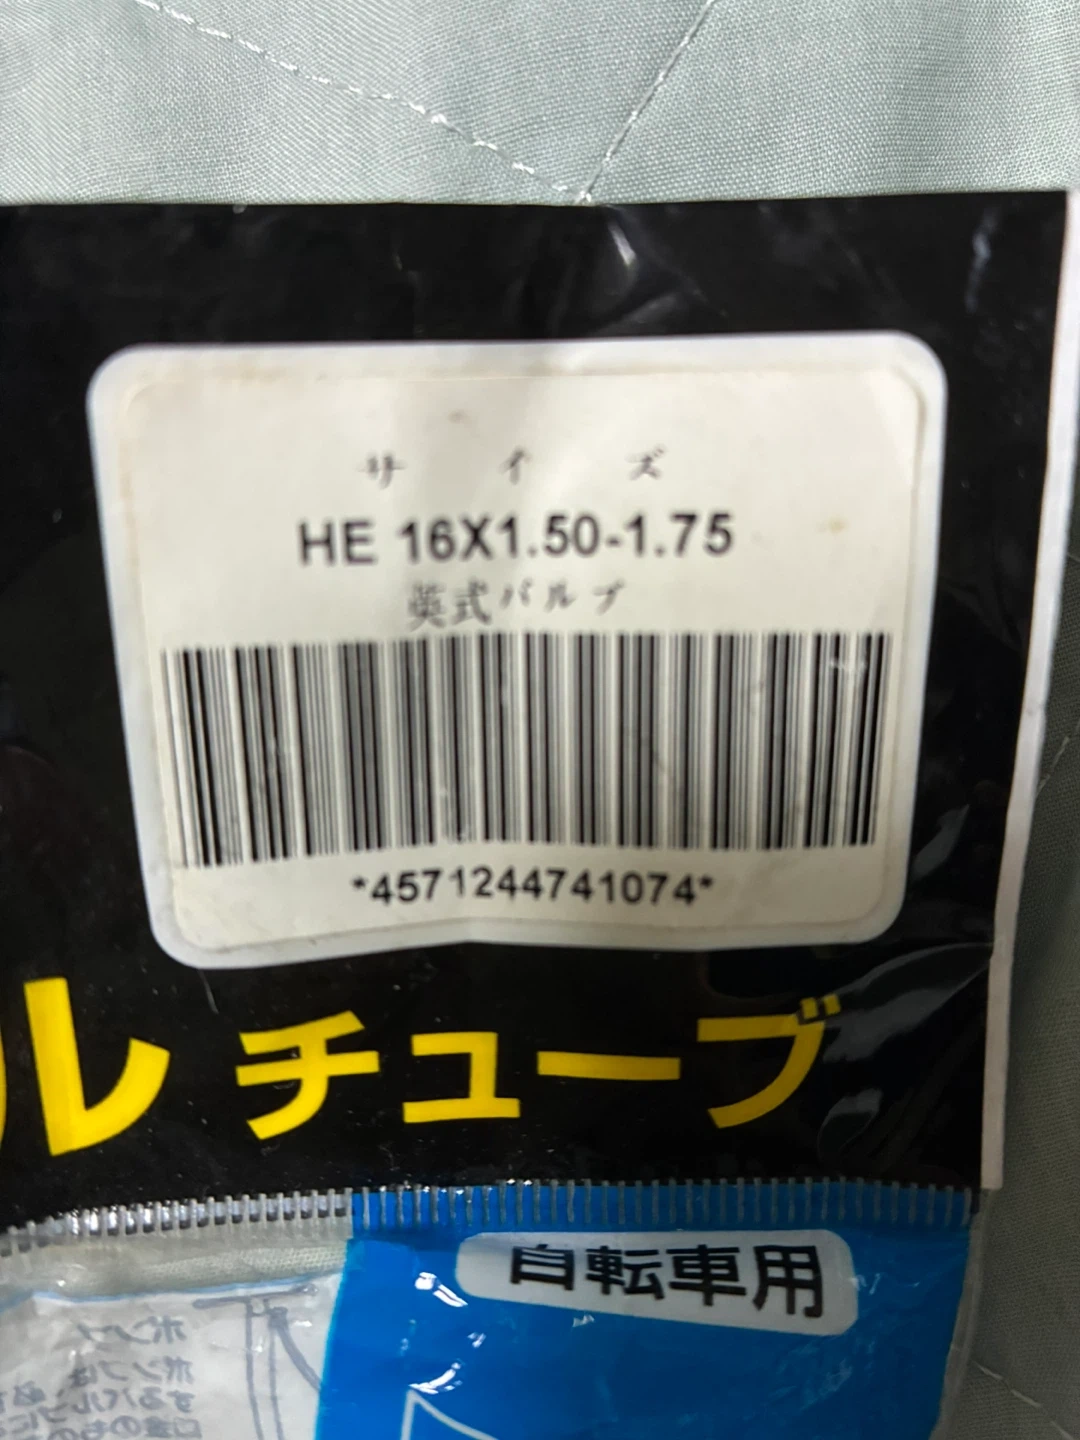 サイズ
HE 16X1.50-1.75
英式バルブ
*4571244741074*
ル チューブ
自転車用